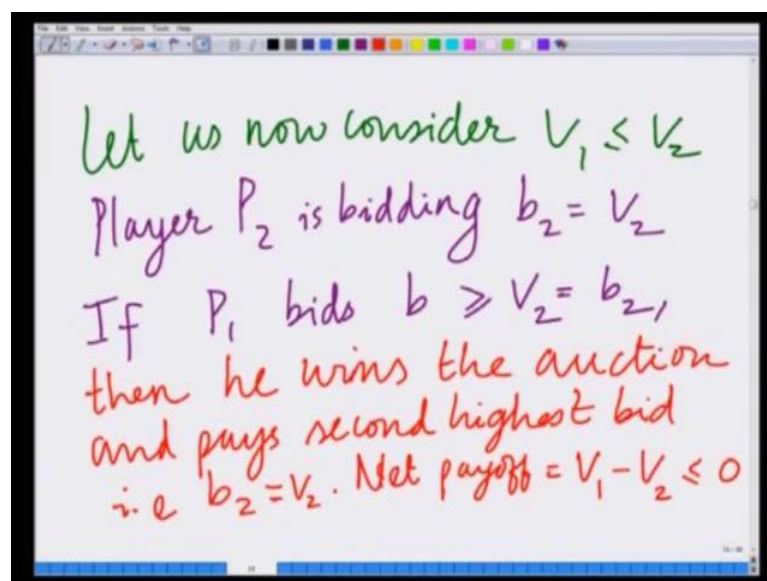 Let us now consider V₁ ≤ V₂
Player P₂ is bidding b₂ = V₂
If P₁ bids b ≥ V₂ = b₂,
then he wins the auction
and pays second highest bid
i.e b₂ = V₂. Net payoff = V₁ - V₂ ≤ 0